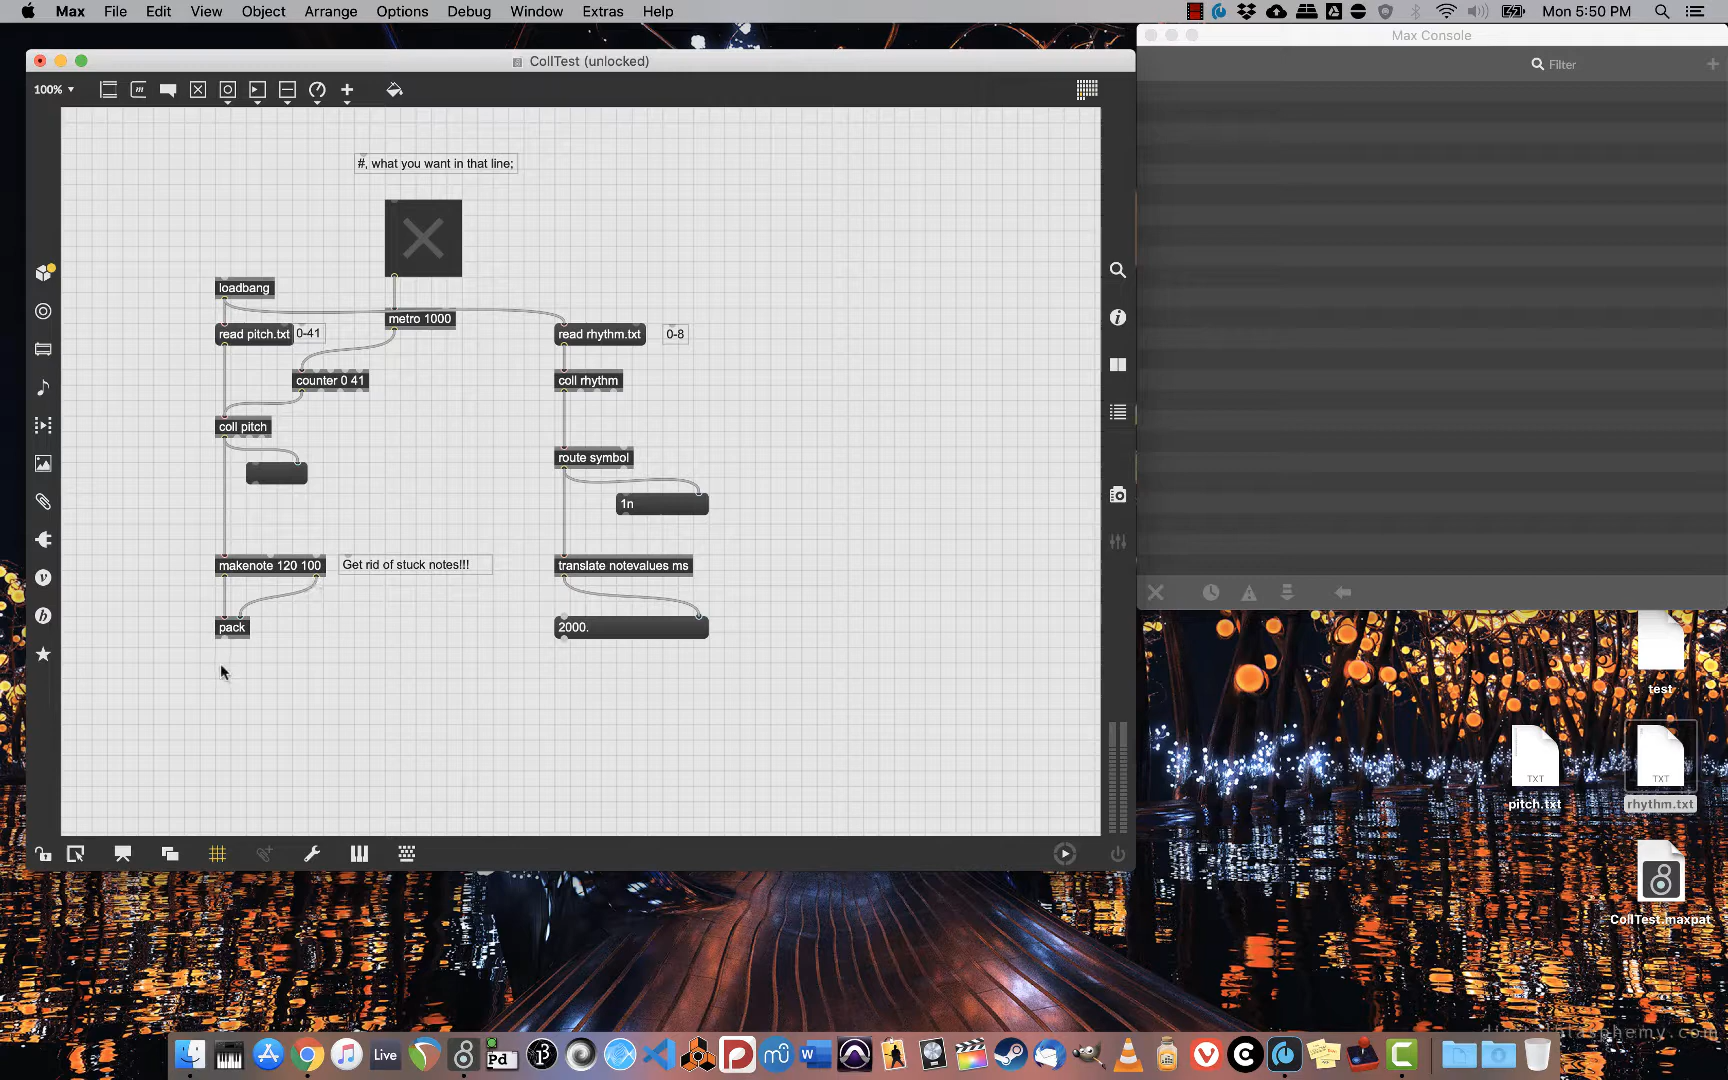 Max File Edit View Object Arrange Options Debug Window Extras Help
Mon 5:50 PM
CollTest (unlocked)
Max Console
100%
Filter
#, what you want in that line;
loadbang
metro 1000
read pitch.txt 0-41
read rhythm.txt 0-8
counter 0 41
coll rhythm
coll pitch
route symbol
1n
makenote 120 100
Get rid of stuck notes!!!
translate notevalues ms
pack
2000.
test
TXT
TXT
pitch.txt
rhythm.txt
CollTest.maxpat
Live
Pd
W